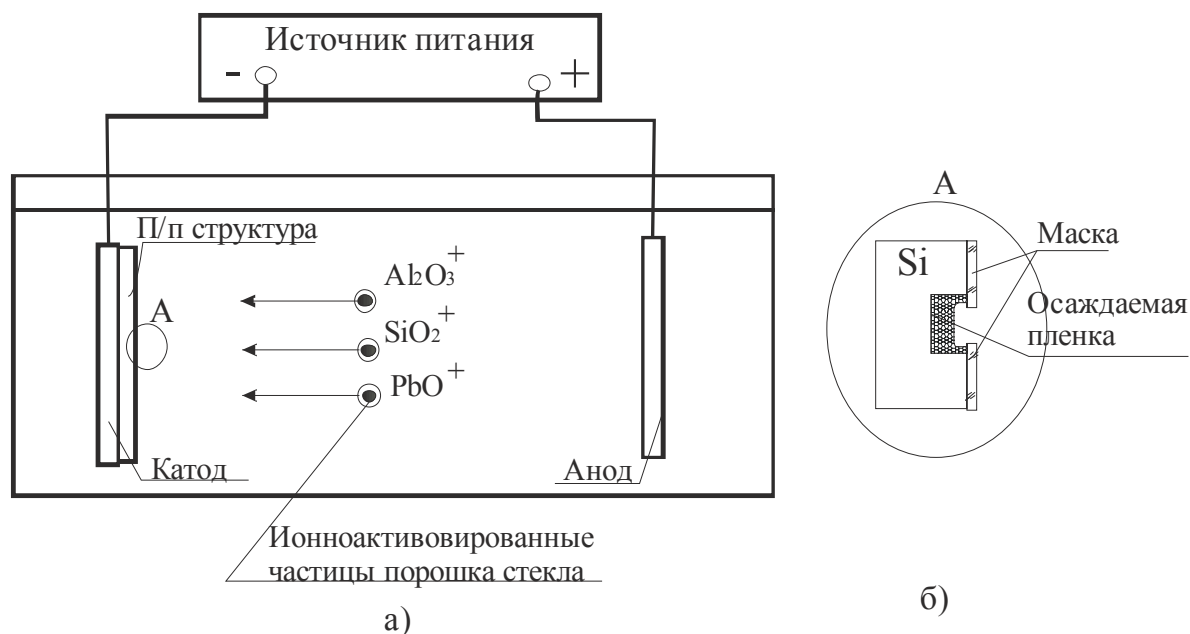 Источник питания
- +
П/п структура
А
Al₂O₃⁺
SiO₂⁺
PbO⁺
Катод
Анод
Ионноактивовированные
частицы порошка стекла
а)
А
Si
Маска
Осаждаемая
пленка
б)